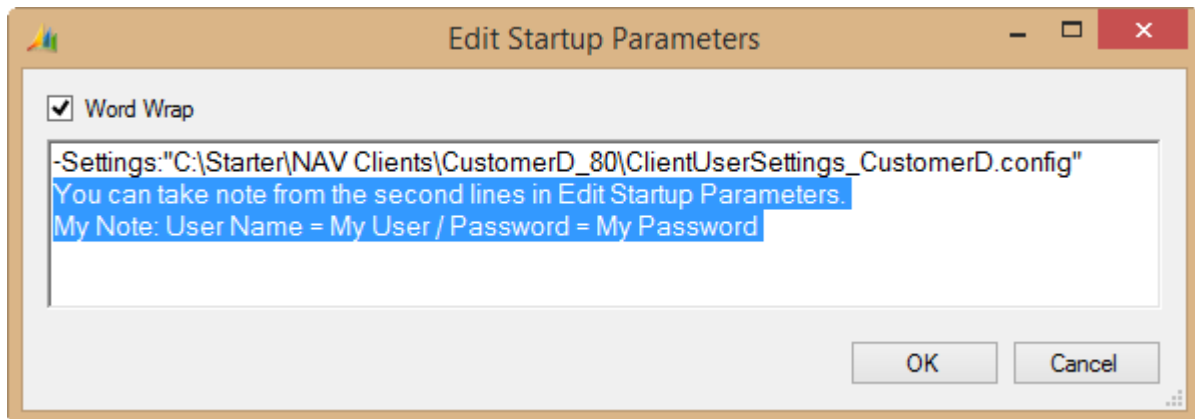 Edit Startup Parameters
Word Wrap
-Settings:"C:\Starter\NAV Clients\CustomerD_80\ClientUserSettings_CustomerD.config"
You can take note from the second lines in Edit Startup Parameters.
My Note: User Name = My User / Password = My Password
OK Cancel